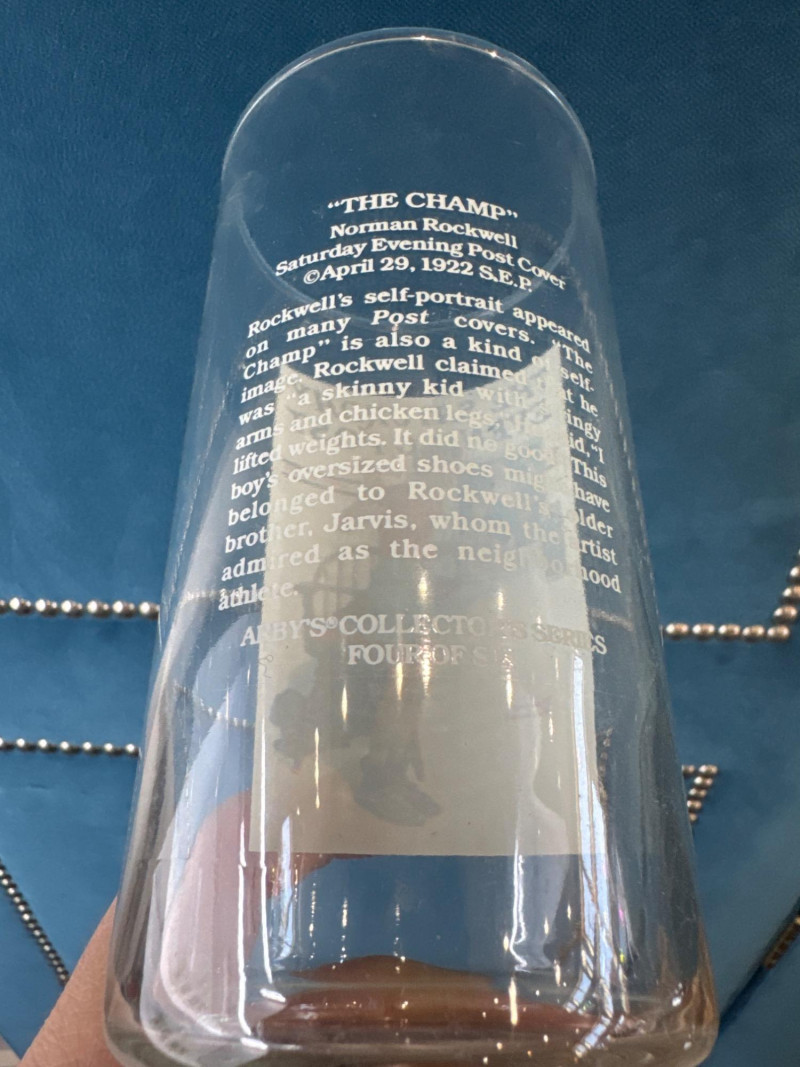 “THE CHAMP”
Norman Rockwell
Saturday Evening Post Cover
©April 29, 1922 S.E.P.
Rockwell's self-portrait appeared
on many Post covers. “The
Champ” is also a kind of self-
image. Rockwell claimed that he
was “a skinny kid with
arms and chicken legs.” “I
lifted weights. It did no good.” This
boy's oversized shoes might have
belonged to Rockwell's older
brother, Jarvis, whom the artist
admired as the neighborhood
athlete.
ARBY'S® COLLECTOR'S SERIES
FOUR OF SIX